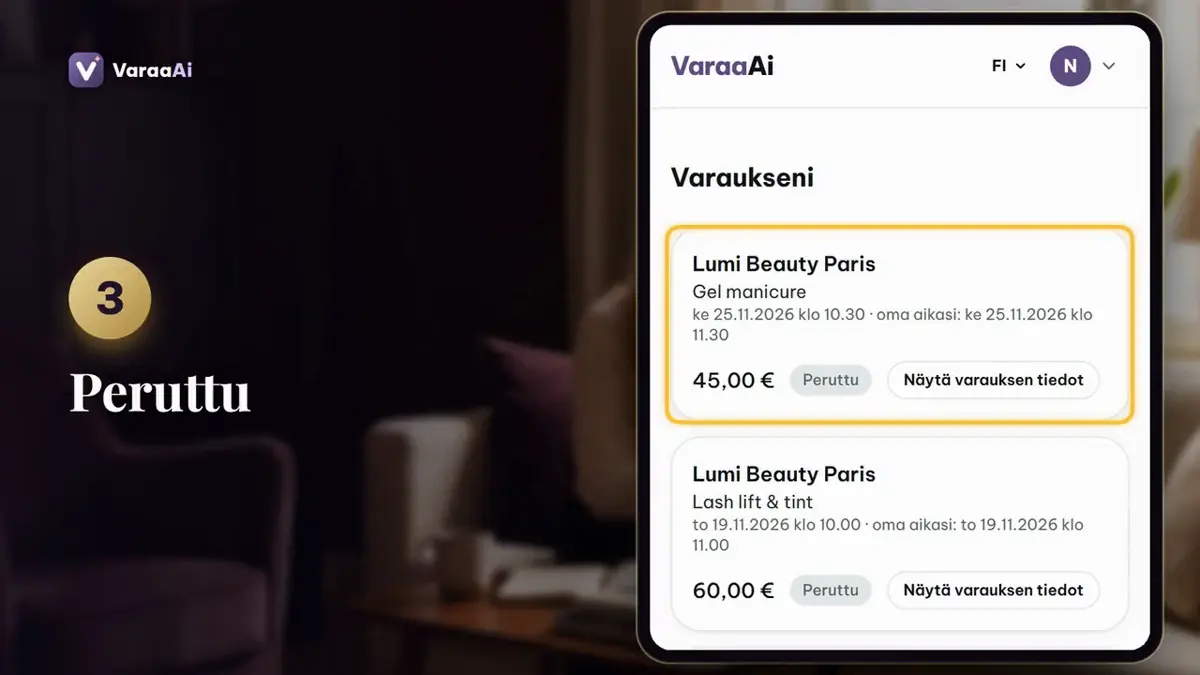 VaraaAi
3
Peruttu
VaraaAi
FI
N
Varaukseni
Lumi Beauty Paris
Gel manicure
ke 25.11.2026 klo 10.30 · oma aikasi: ke 25.11.2026 klo
11.30
45,00 €
Peruttu
Näytä varauksen tiedot
Lumi Beauty Paris
Lash lift & tint
to 19.11.2026 klo 10.00 · oma aikasi: to 19.11.2026 klo
11.00
60,00 €
Peruttu
Näytä varauksen tiedot